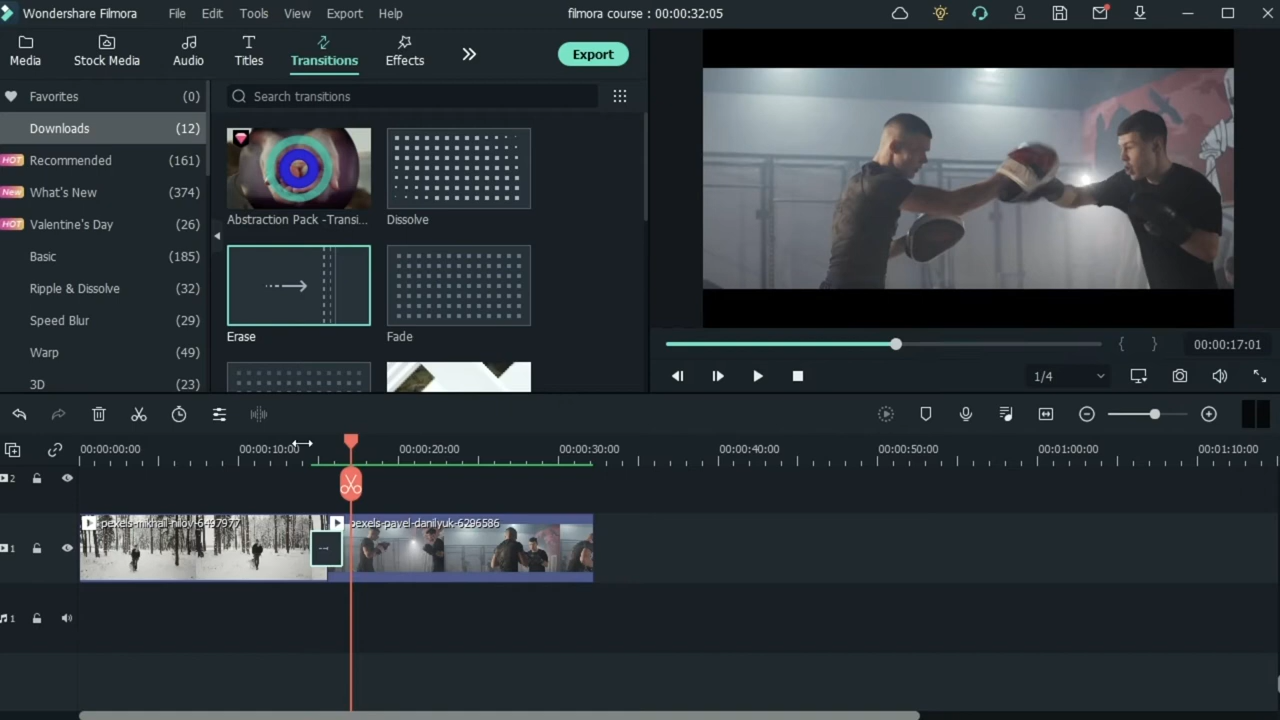 Wondershare Filmora File Edit Tools View Export Help filmora course : 00:00:32:05
Media Stock Media Audio Titles Transitions Effects Export
Favorites (0)
Search transitions
Downloads (12)
HOT Recommended (161)
New What's New (374)
HOT Valentine's Day (26)
Basic (185)
Ripple & Dissolve (32)
Speed Blur (29)
Warp (49)
3D (23)
Abstraction Pack -Transi...
Dissolve
Erase
Fade
{ } 00:00:17:01
1/4
00:00:00:00 00:00:10:00 00:00:20:00 00:00:30:00 00:00:40:00 00:00:50:00 00:01:00:00 00:01:10:00
2
pexels-mikhail-nilov-6497977 pexels-pavel-danilyuk-6296586
1
1